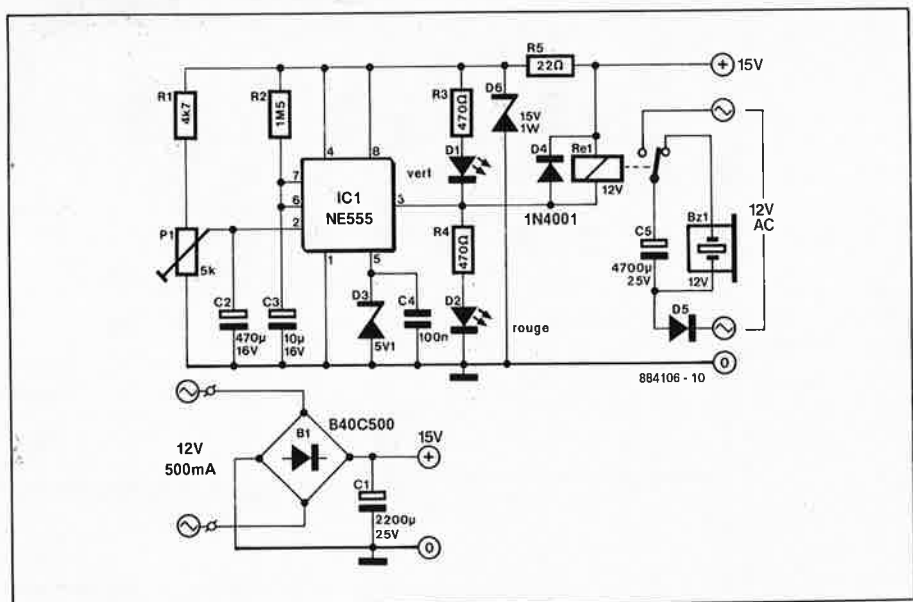 R5
22Ω
+
15V
R1
4k7
R2
1M5
R3
470Ω
D6
15V
1W
D1
vert
D4
1N4001
Re1
12V
4
8
7
6
2
3
1
5
IC1
NE555
P1
5k
R4
470Ω
C5
4700µ
25V
Bz1
12V
12V
AC
C2
470µ
16V
C3
10µ
16V
D3
5V1
C4
100n
D2
rouge
D5
0
884106 - 10
B40C500
B1
12V
500mA
15V
+
C1
2200µ
25V
0